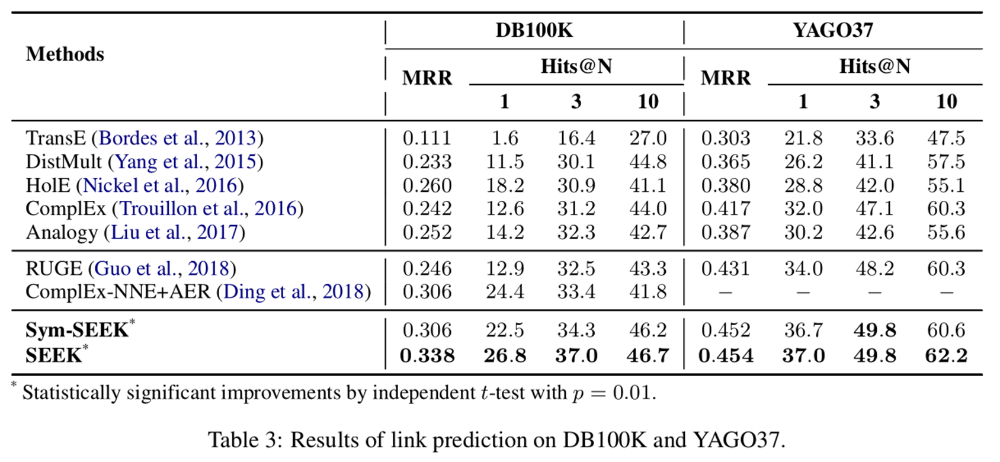 DB100K YAGO37
Methods
Hits@N Hits@N
MRR MRR
1 3 10 1 3 10
TransE (Bordes et al., 2013) 0.111 1.6 16.4 27.0 0.303 21.8 33.6 47.5
DistMult (Yang et al., 2015) 0.233 11.5 30.1 44.8 0.365 26.2 41.1 57.5
HolE (Nickel et al., 2016) 0.260 18.2 30.9 41.1 0.380 28.8 42.0 55.1
ComplEx (Trouillon et al., 2016) 0.242 12.6 31.2 44.0 0.417 32.0 47.1 60.3
Analogy (Liu et al., 2017) 0.252 14.2 32.3 42.7 0.387 30.2 42.6 55.6
RUGE (Guo et al., 2018) 0.246 12.9 32.5 43.3 0.431 34.0 48.2 60.3
ComplEx-NNE+AER (Ding et al., 2018) 0.306 24.4 33.4 41.8 – – – –
Sym-SEEK* 0.306 22.5 34.3 46.2 0.452 36.7 49.8 60.6
SEEK* 0.338 26.8 37.0 46.7 0.454 37.0 49.8 62.2
* Statistically significant improvements by independent t-test with p = 0.01.
Table 3: Results of link prediction on DB100K and YAGO37.